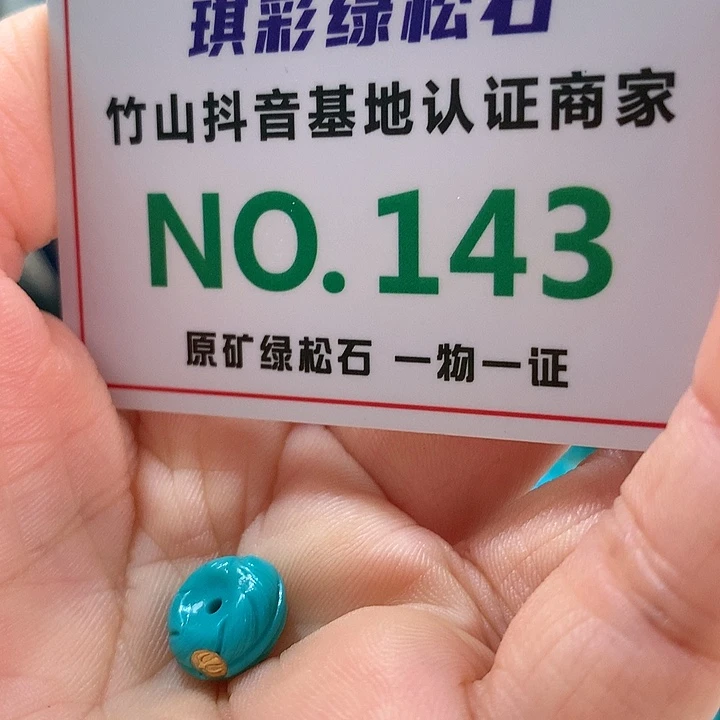 琪彩绿松石
竹山抖音基地认证商家
NO.143
原矿绿松石 一物一证